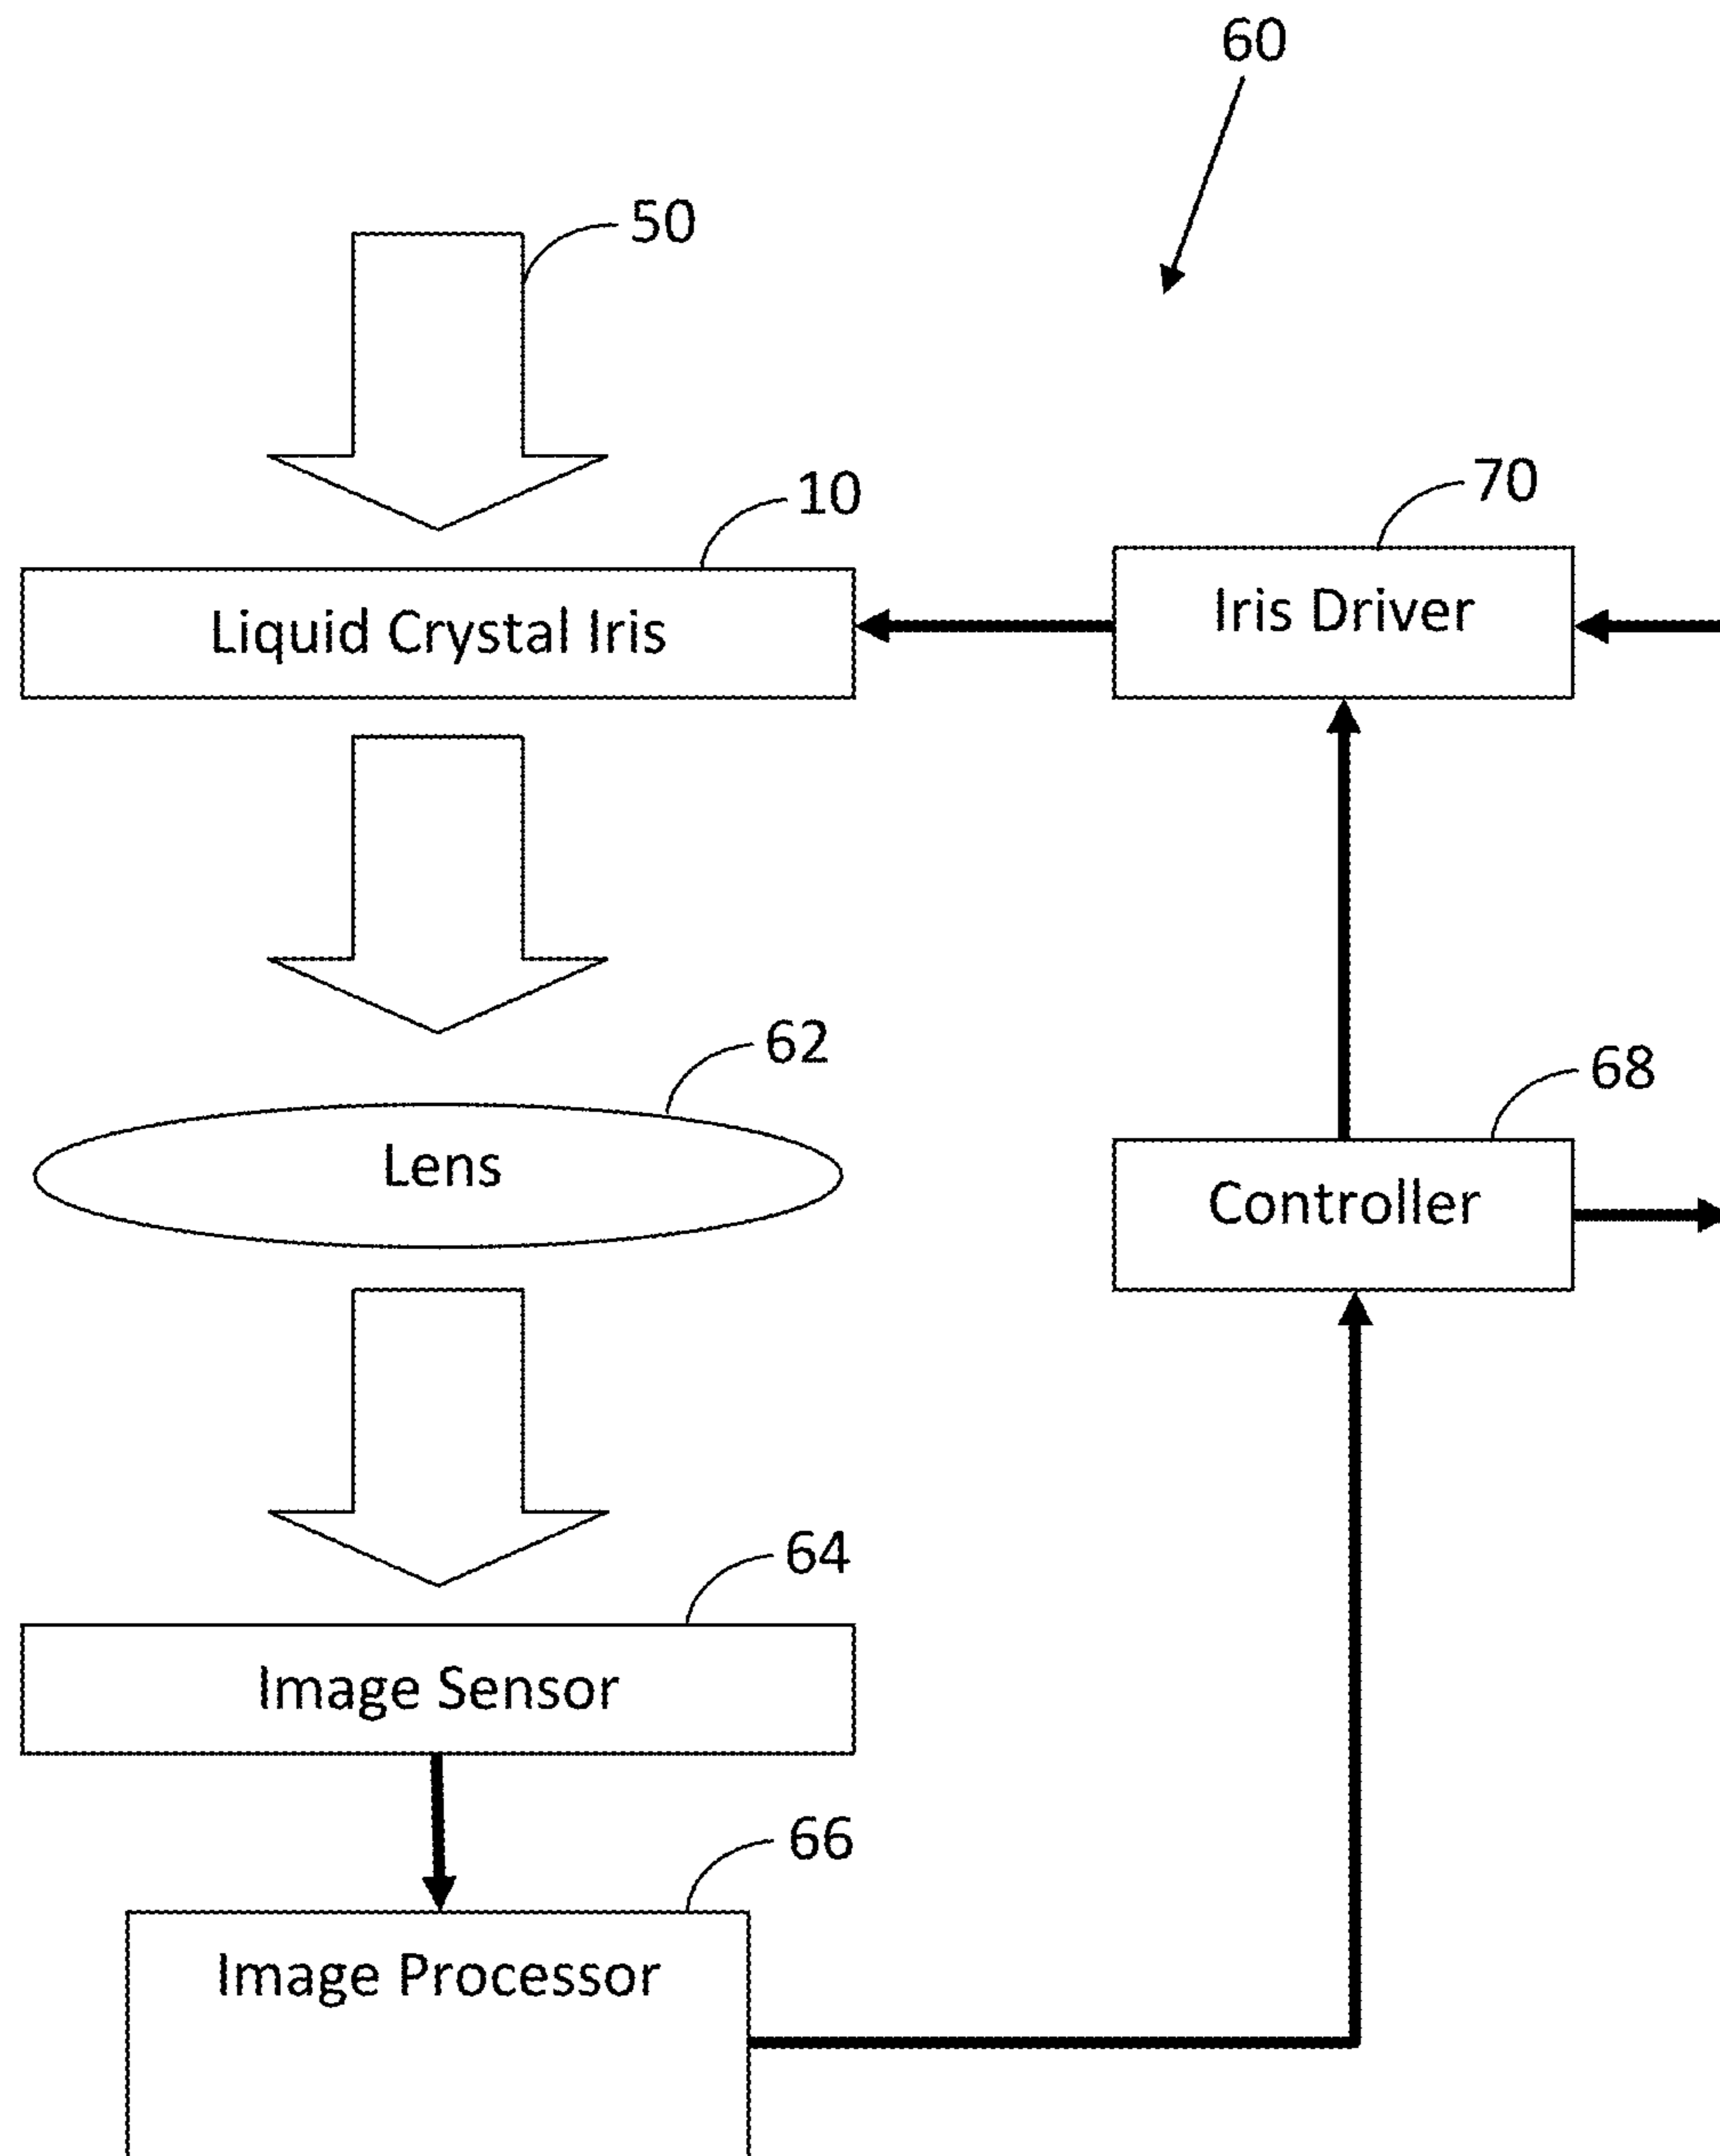 60
50
10
70
Liquid Crystal Iris
Iris Driver
62
68
Lens
Controller
64
Image Sensor
66
Image Processor